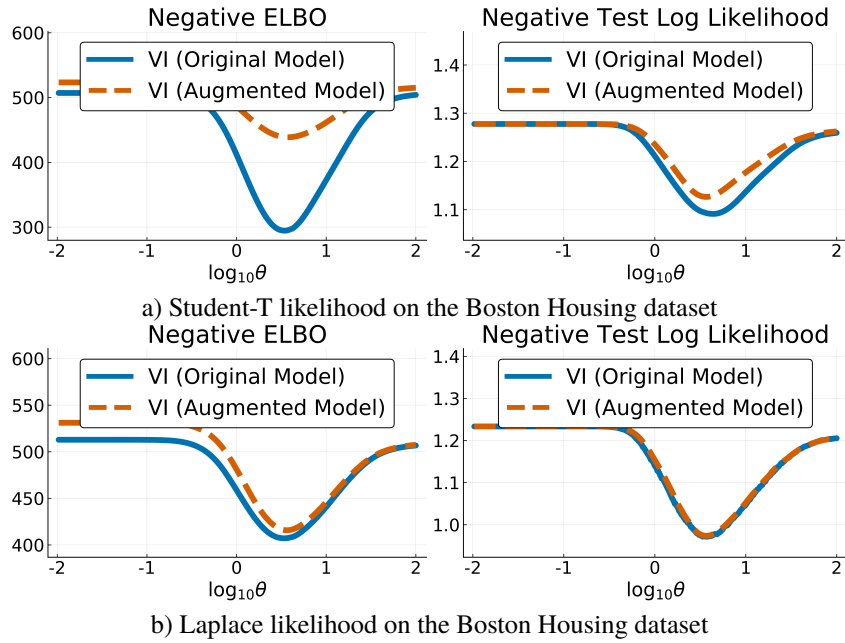 Negative ELBO
600
500
400
300
VI (Original Model)
VI (Augmented Model)
-2 -1 0 1 2
log10θ
Negative Test Log Likelihood
1.4
1.3
1.2
1.1
VI (Original Model)
VI (Augmented Model)
-2 -1 0 1 2
log10θ
a) Student-T likelihood on the Boston Housing dataset
Negative ELBO
600
550
500
450
400
VI (Original Model)
VI (Augmented Model)
-2 -1 0 1 2
log10θ
Negative Test Log Likelihood
1.4
1.3
1.2
1.1
1.0
VI (Original Model)
VI (Augmented Model)
-2 -1 0 1 2
log10θ
b) Laplace likelihood on the Boston Housing dataset